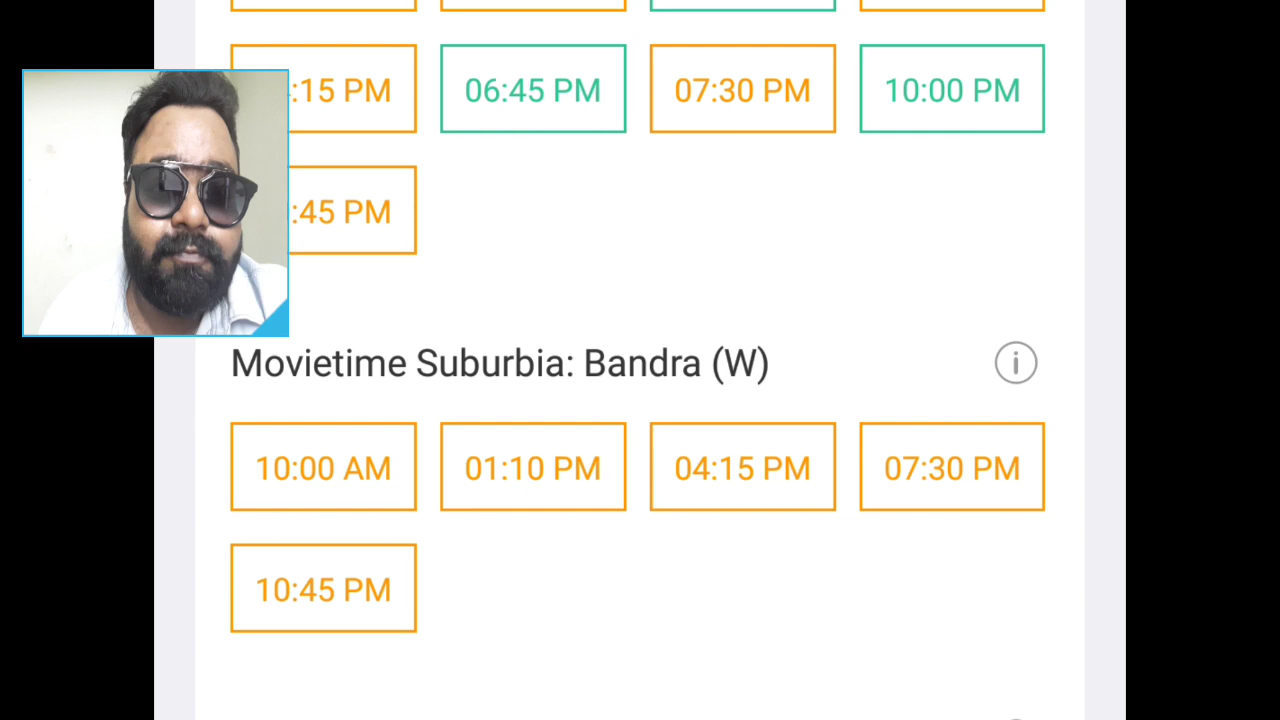 :15 PM 06:45 PM 07:30 PM 10:00 PM
:45 PM
Movietime Suburbia: Bandra (W)
10:00 AM 01:10 PM 04:15 PM 07:30 PM
10:45 PM